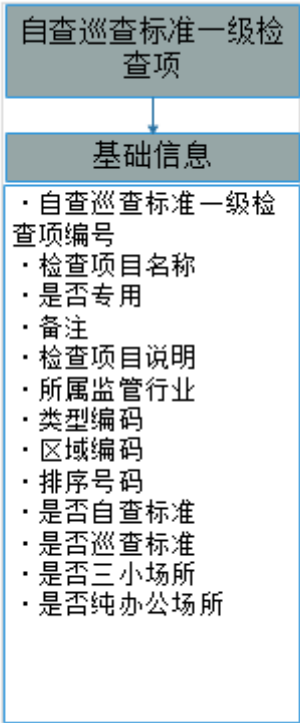 自查巡查标准一级检
查项
基础信息
·自查巡查标准一级检
查项编号
·检查项目名称
·是否专用
·备注
·检查项目说明
·所属监管行业
·类型编码
·区域编码
·排序号码
·是否自查标准
·是否巡查标准
·是否三小场所
·是否纯办公场所